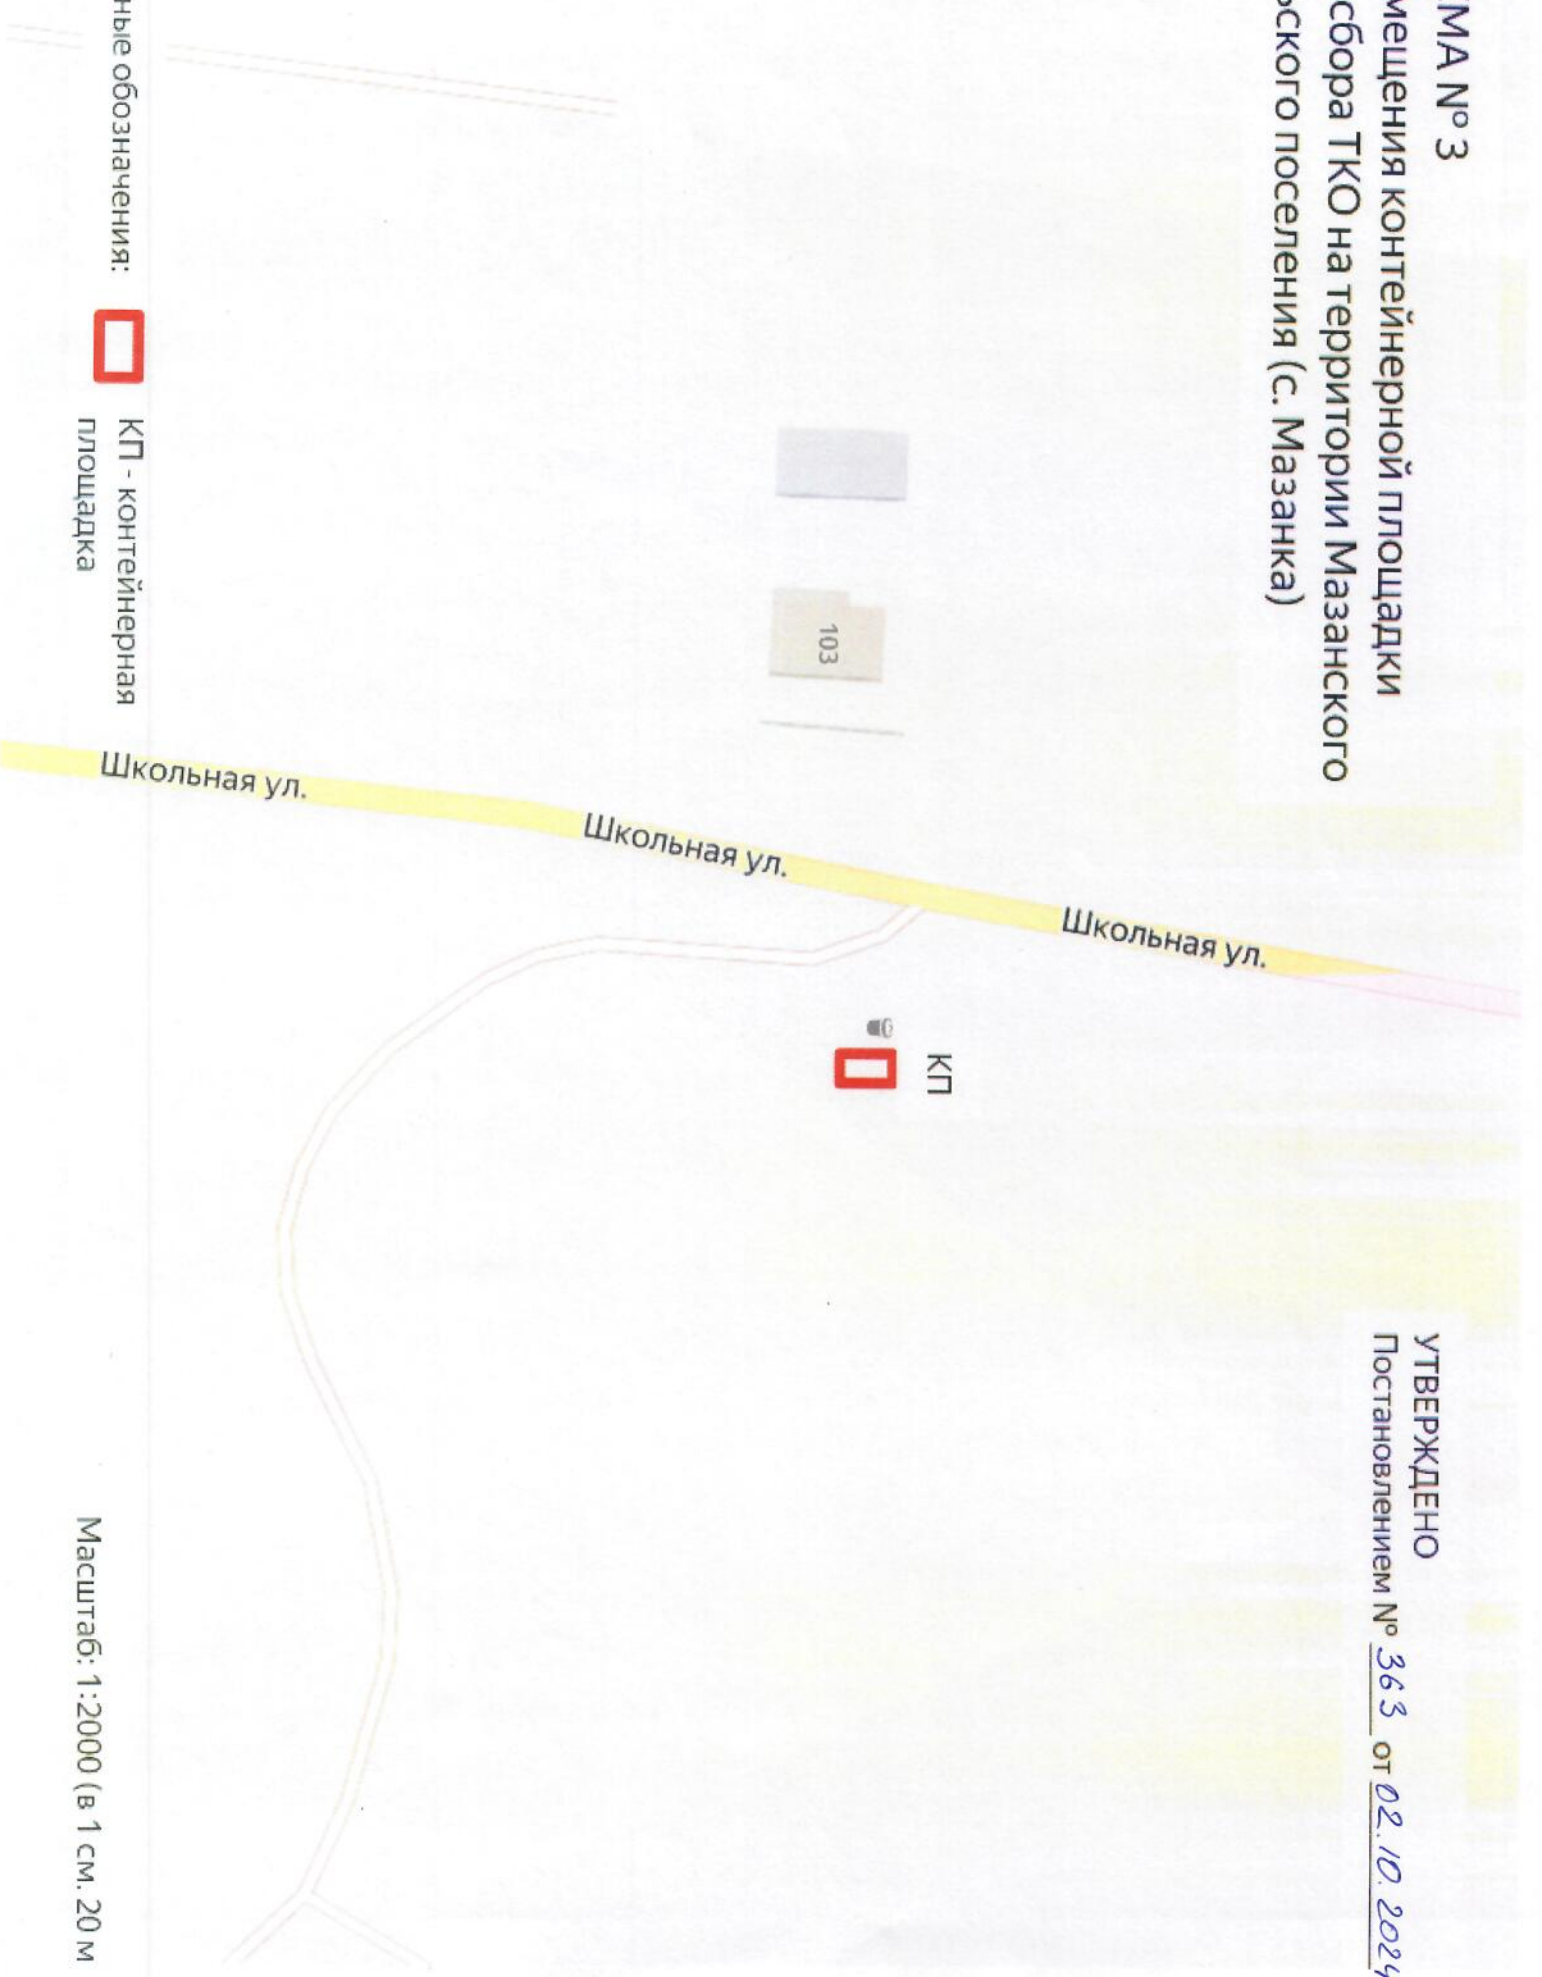 МА № 3
мещения контейнерной площадки
сбора ТКО на территории Мазанского
ьского поселения (с. Мазанка)
УТВЕРЖДЕНО
Постановлением № 363 от 02.10.2024
КП
103
Школьная ул.
Школьная ул.
Школьная ул.
ные обозначения:
КП - контейнерная
площадка
Масштаб: 1:2000 (в 1 см. 20 м